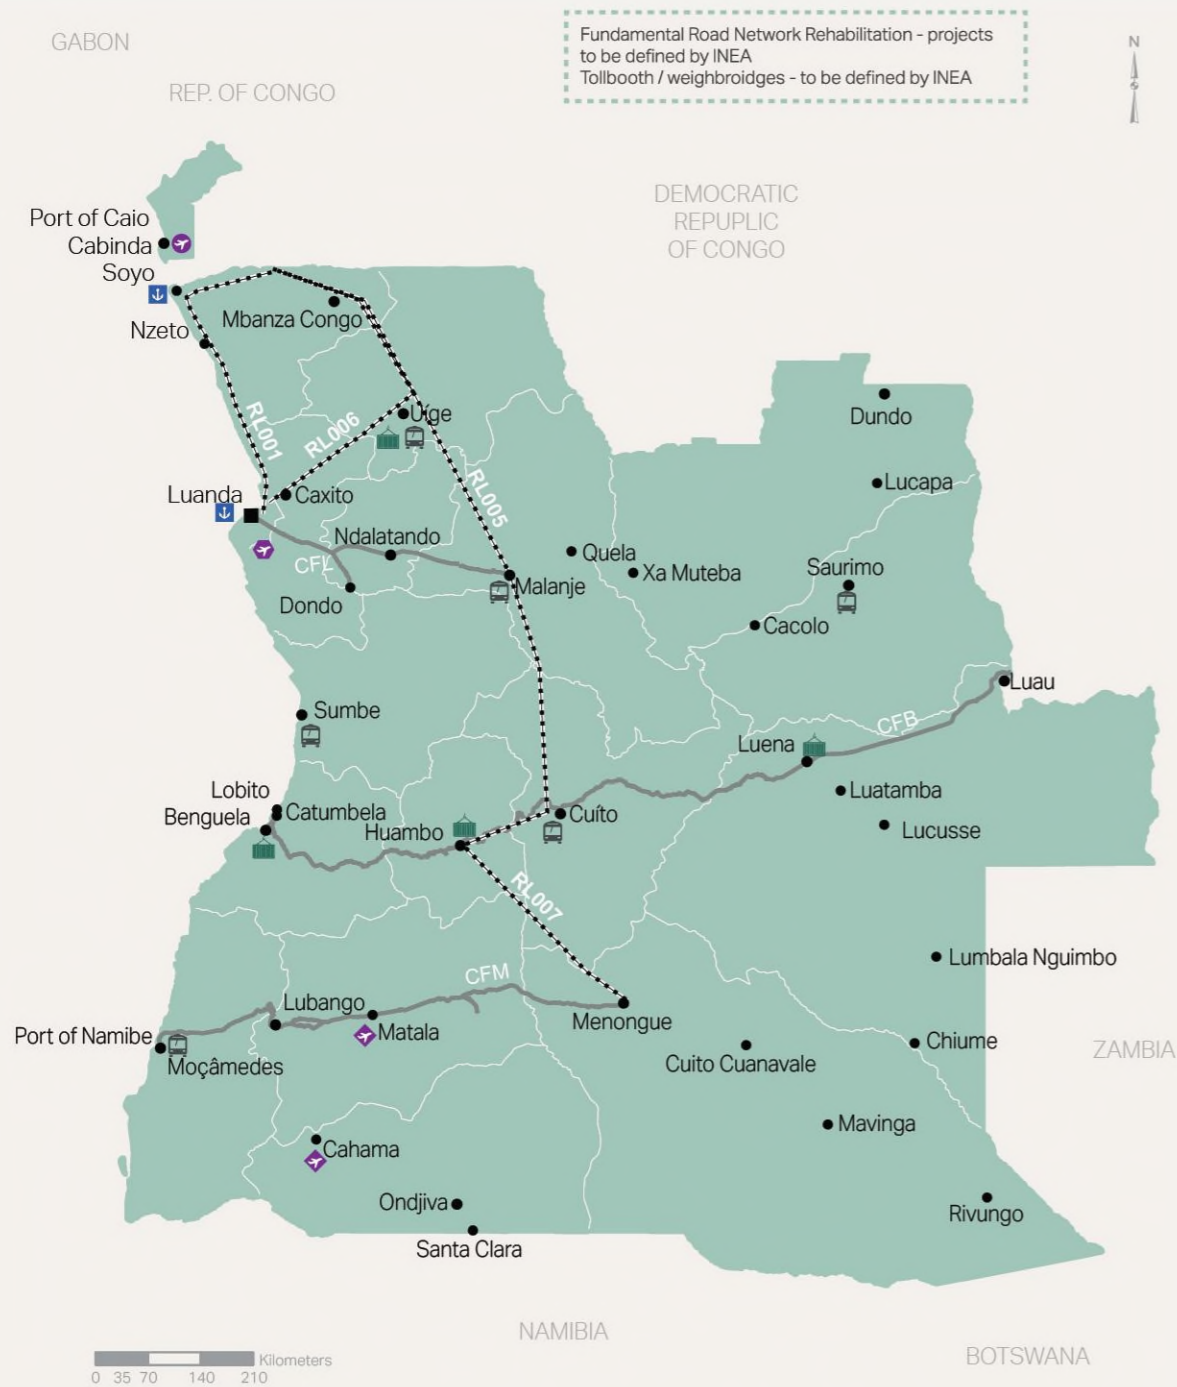 GABON
Fundamental Road Network Rehabilitation - projects
to be defined by INEA
Tollbooth / weighbroidges - to be defined by INEA
N
REP. OF CONGO
DEMOCRATIC
REPUPLIC
OF CONGO
Port of Caio
Cabinda
Soyo
Nzeto
Mbanza Congo
Dundo
Uíge
RL001
RL006
RL005
Lucapa
Luanda
Caxito
Ndalatando
CFL
Quela
Xa Muteba
Saurimo
Malanje
Dondo
Cacolo
Luau
Sumbe
CFB
Luena
Lobito
Luatamba
Benguela
Catumbela
Cuíto
Huambo
Lucusse
RL007
Lumbala Nguimbo
CFM
Lubango
Menongue
Port of Namibe
Matala
Chiume
ZAMBIA
Moçâmedes
Cuito Cuanavale
Mavinga
Cahama
Ondjiva
Rivungo
Santa Clara
NAMIBIA
BOTSWANA
Kilometers
0 35 70 140 210